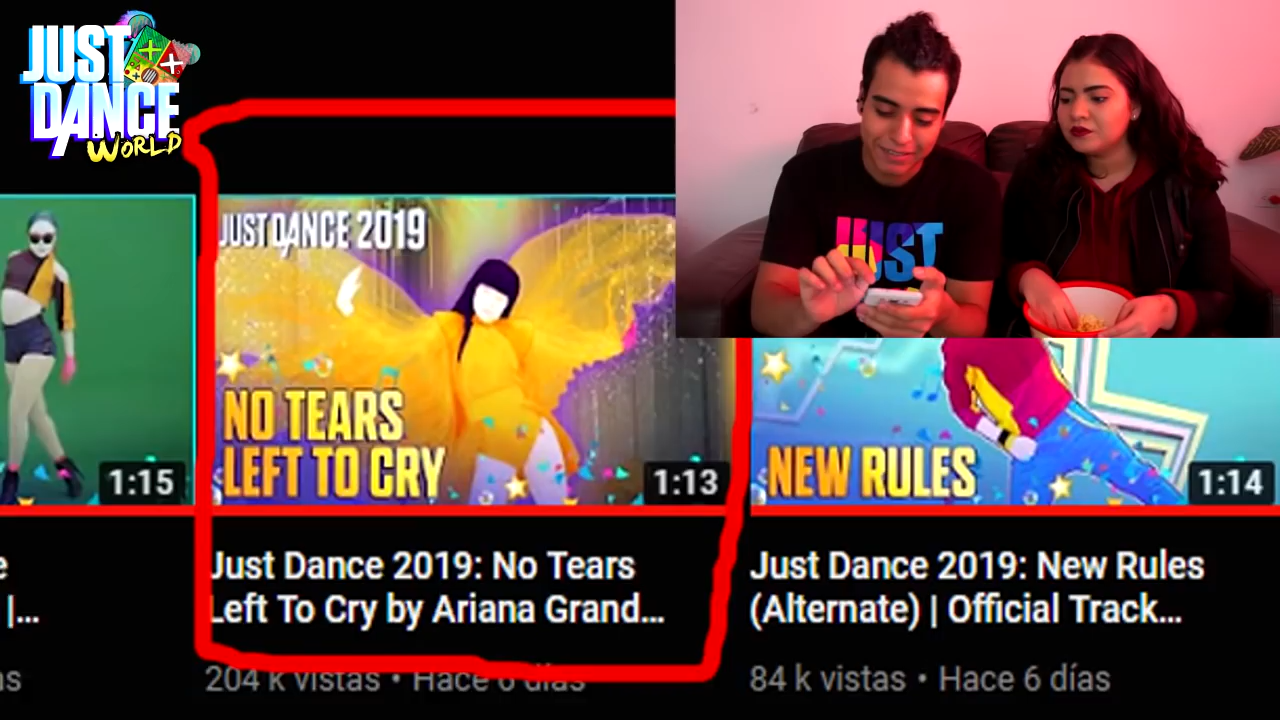 JUST
DANCE
WORLD
JUST
JUST DANCE 2019
NO TEARS
LEFT TO CRY
NEW RULES
1:15
1:13
1:14
Just Dance 2019: No Tears
Left To Cry by Ariana Grand...
Just Dance 2019: New Rules
(Alternate) | Official Track...
e
|...
as
204 k vistas • Hace 6 días
84 k vistas • Hace 6 días